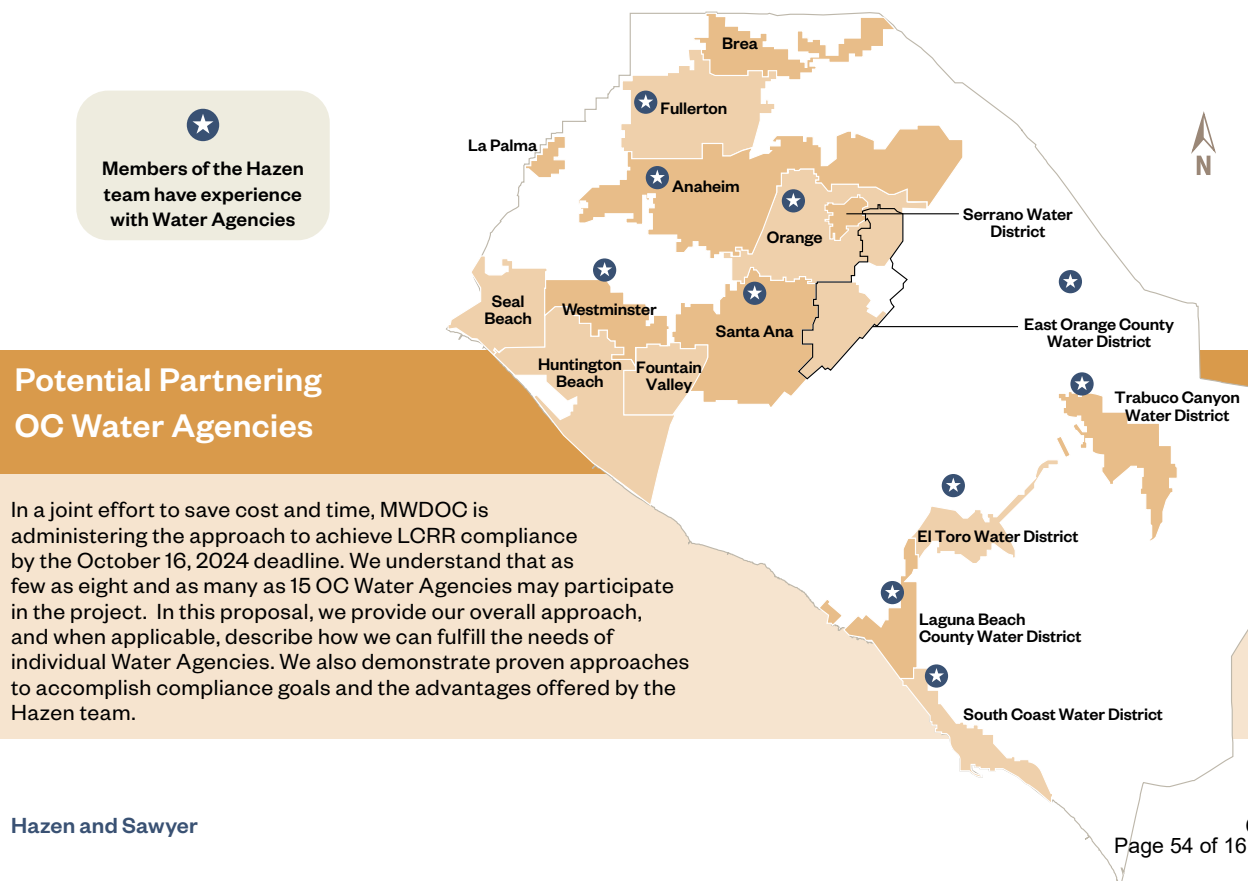 Members of the Hazen
team have experience
with Water Agencies
Brea
Fullerton
La Palma
Anaheim
Orange
Serrano Water
District
N
Seal
Beach
Westminster
Santa Ana
East Orange County
Water District
Huntington
Beach
Fountain
Valley
Trabuco Canyon
Water District
El Toro Water District
Laguna Beach
County Water District
South Coast Water District
Potential Partnering
OC Water Agencies
In a joint effort to save cost and time, MWDOC is
administering the approach to achieve LCRR compliance
by the October 16, 2024 deadline. We understand that as
few as eight and as many as 15 OC Water Agencies may participate
in the project.  In this proposal, we provide our overall approach,
and when applicable, describe how we can fulfill the needs of
individual Water Agencies. We also demonstrate proven approaches
to accomplish compliance goals and the advantages offered by the
Hazen team.
Hazen and Sawyer
Page 54 of 16